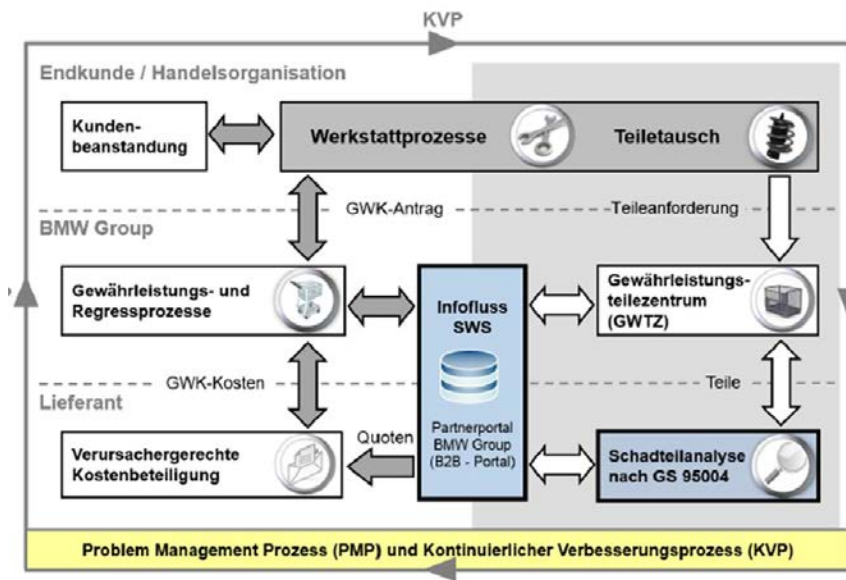 KVP
Endkunde / Handelsorganisation
Kunden-
beanstandung
Werkstattprozesse
Teiletausch
GWK-Antrag
Teileanforderung
BMW Group
Gewährleistungs- und
Regressprozesse
Infofluss
SWS
Gewährleistungs-
teilezentrum
(GWTZ)
GWK-Kosten
Teile
Lieferant
Verursachergerechte
Kostenbeteiligung
Quoten
Partnerportal
BMW Group
(B2B - Portal)
Schadteilanalyse
nach GS 95004
Problem Management Prozess (PMP) und Kontinuierlicher Verbesserungsprozess (KVP)